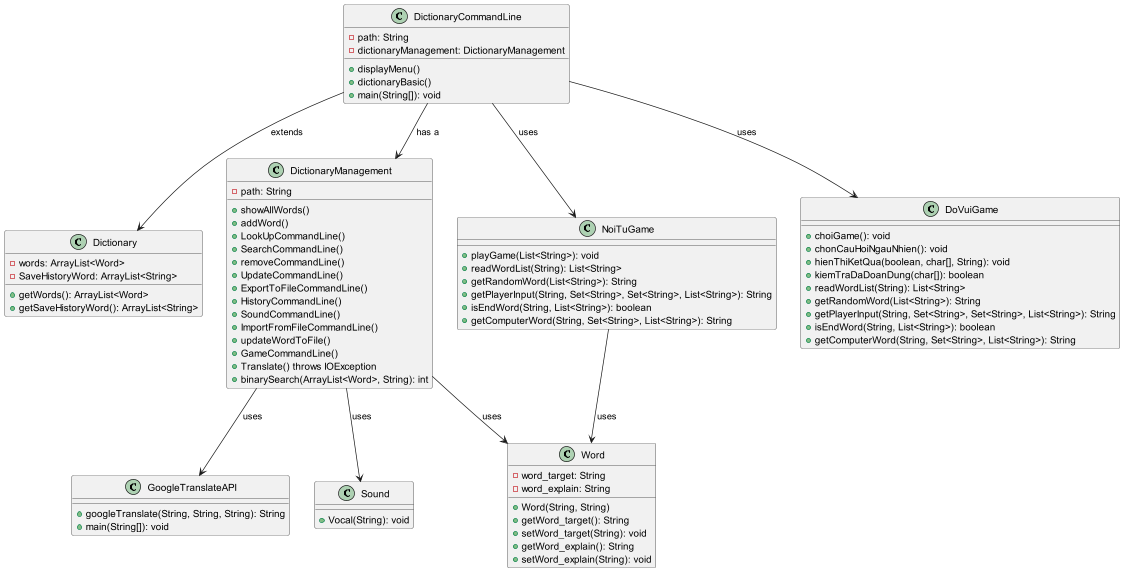 C DictionaryCommandLine
path: String
dictionaryManagement: DictionaryManagement
displayMenu()
dictionaryBasic()
main(String[]): void
extends
has a
uses
uses
C DictionaryManagement
path: String
showAllWords()
addWord()
LookUpCommandLine()
SearchCommandLine()
removeCommandLine()
UpdateCommandLine()
ExportToFileCommandLine()
HistoryCommandLine()
SoundCommandLine()
ImportFromFileCommandLine()
updateWordToFile()
GameCommandLine()
Translate() throws IOException
binarySearch(ArrayList<Word>, String): int
C Dictionary
words: ArrayList<Word>
SaveHistoryWord: ArrayList<String>
getWords(): ArrayList<Word>
getSaveHistoryWord(): ArrayList<String>
C NoiTuGame
playGame(List<String>): void
readWordList(String): List<String>
getRandomWord(List<String>): String
getPlayerInput(String, Set<String>, Set<String>, List<String>): String
isEndWord(String, List<String>): boolean
getComputerWord(String, Set<String>, List<String>): String
C DoVuiGame
choiGame(): void
chonCauHoiNgauNhien(): void
hienThiKetQua(boolean, char[], String): void
kiemTraDaDoanDung(char[]): boolean
readWordList(String): List<String>
getRandomWord(List<String>): String
getPlayerInput(String, Set<String>, Set<String>, List<String>): String
isEndWord(String, List<String>): boolean
getComputerWord(String, Set<String>, List<String>): String
uses
uses
uses
uses
C GoogleTranslateAPI
googleTranslate(String, String, String): String
main(String[]): void
C Sound
Vocal(String): void
C Word
word_target: String
word_explain: String
Word(String, String)
getWord_target(): String
setWord_target(String): void
getWord_explain(): String
setWord_explain(String): void